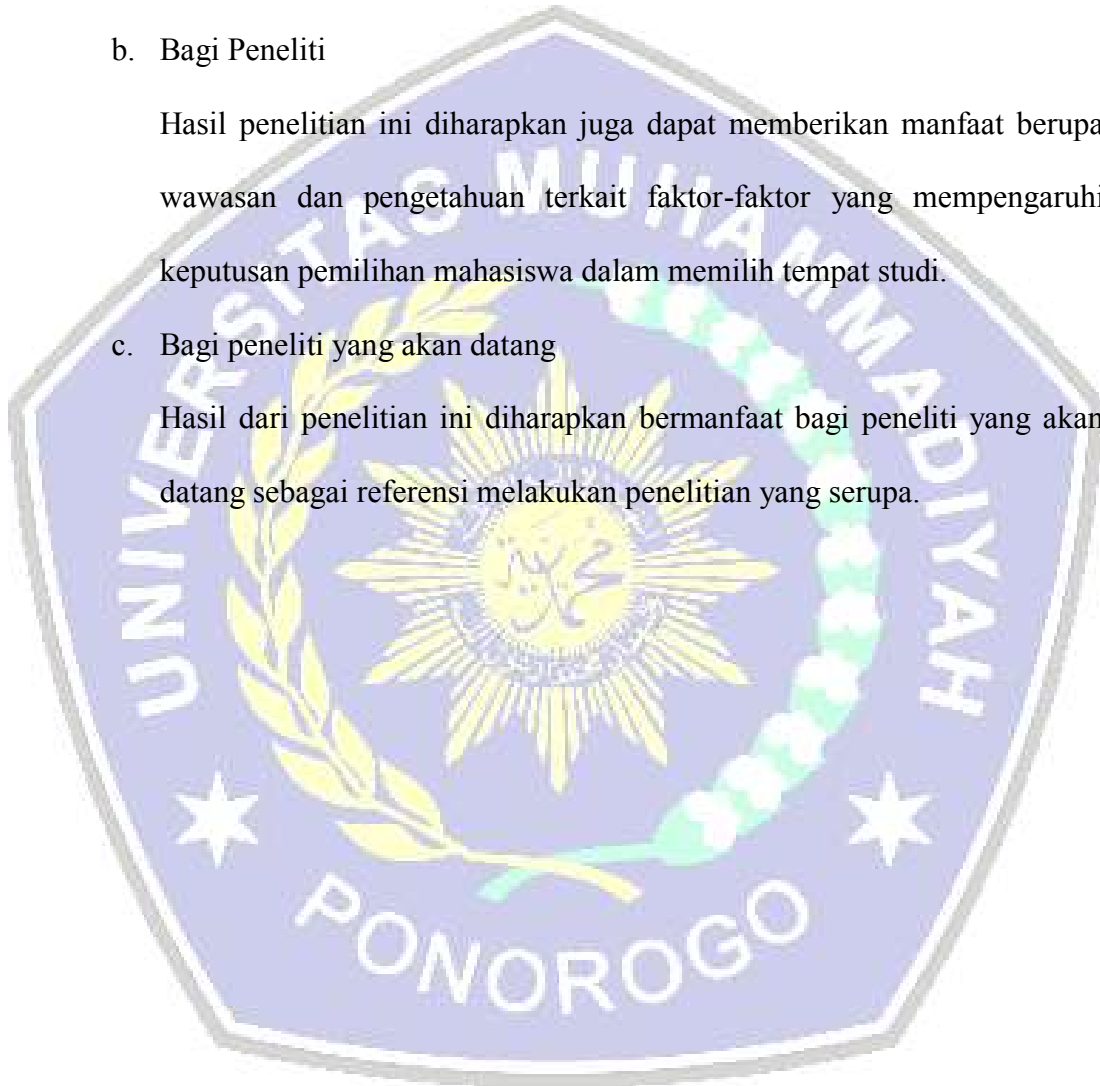 b. Bagi Peneliti
Hasil penelitian ini diharapkan juga dapat memberikan manfaat berupa
wawasan dan pengetahuan terkait faktor-faktor yang mempengaruhi
keputusan pemilihan mahasiswa dalam memilih tempat studi.
c. Bagi peneliti yang akan datang
Hasil dari penelitian ini diharapkan bermanfaat bagi peneliti yang akan
datang sebagai referensi melakukan penelitian yang serupa.
UNIVERSITAS MUHAMMADIYAH
PONOROGO